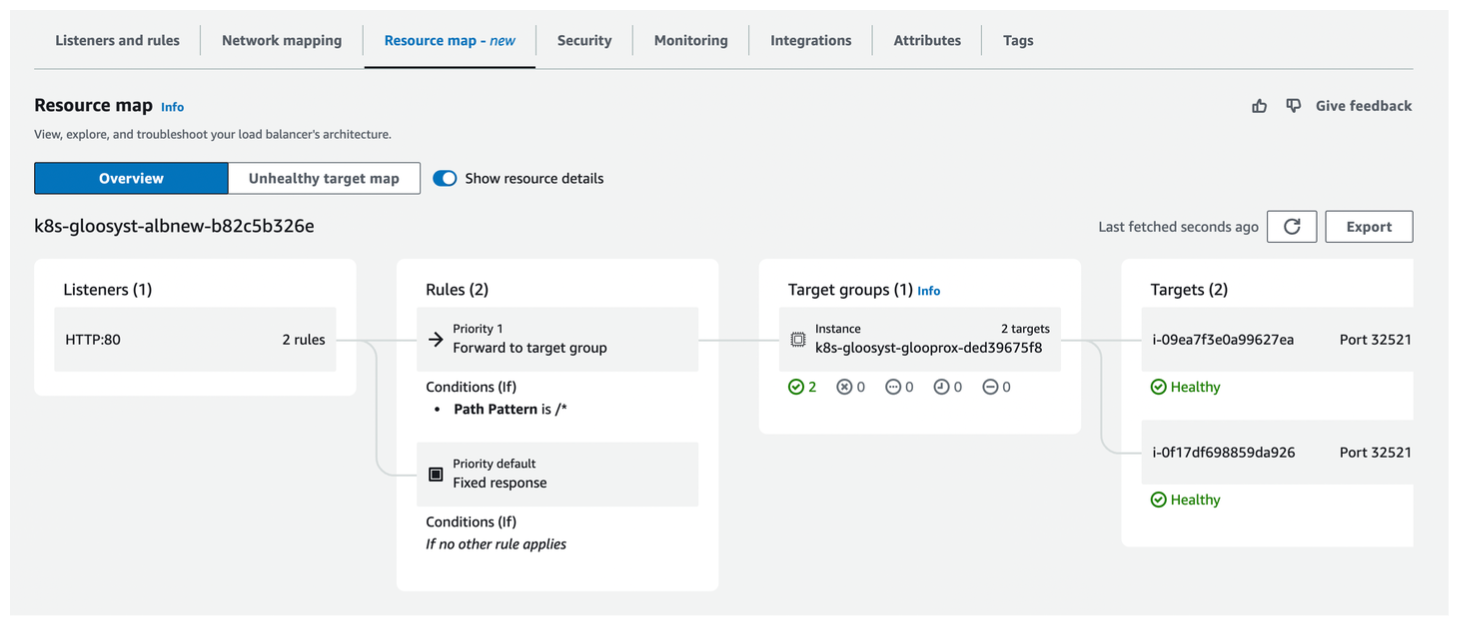 Listeners and rules
Network mapping
Resource map - new
Security
Monitoring
Integrations
Attributes
Tags
Resource map Info
Give feedback
View, explore, and troubleshoot your load balancer's architecture.
Overview
Unhealthy target map
Show resource details
k8s-gloosyst-albnew-b82c5b326e
Last fetched seconds ago
Export
Listeners (1)
HTTP:80
2 rules
Rules (2)
Priority 1
Forward to target group
Conditions (If)
• Path Pattern is /*
Priority default
Fixed response
Conditions (If)
If no other rule applies
Target groups (1) Info
Instance
2 targets
k8s-gloosyst-glooprox-ded39675f8
2
0
0
0
0
Targets (2)
i-09ea7f3e0a99627ea
Port 32521
Healthy
i-0f17df698859da926
Port 32521
Healthy